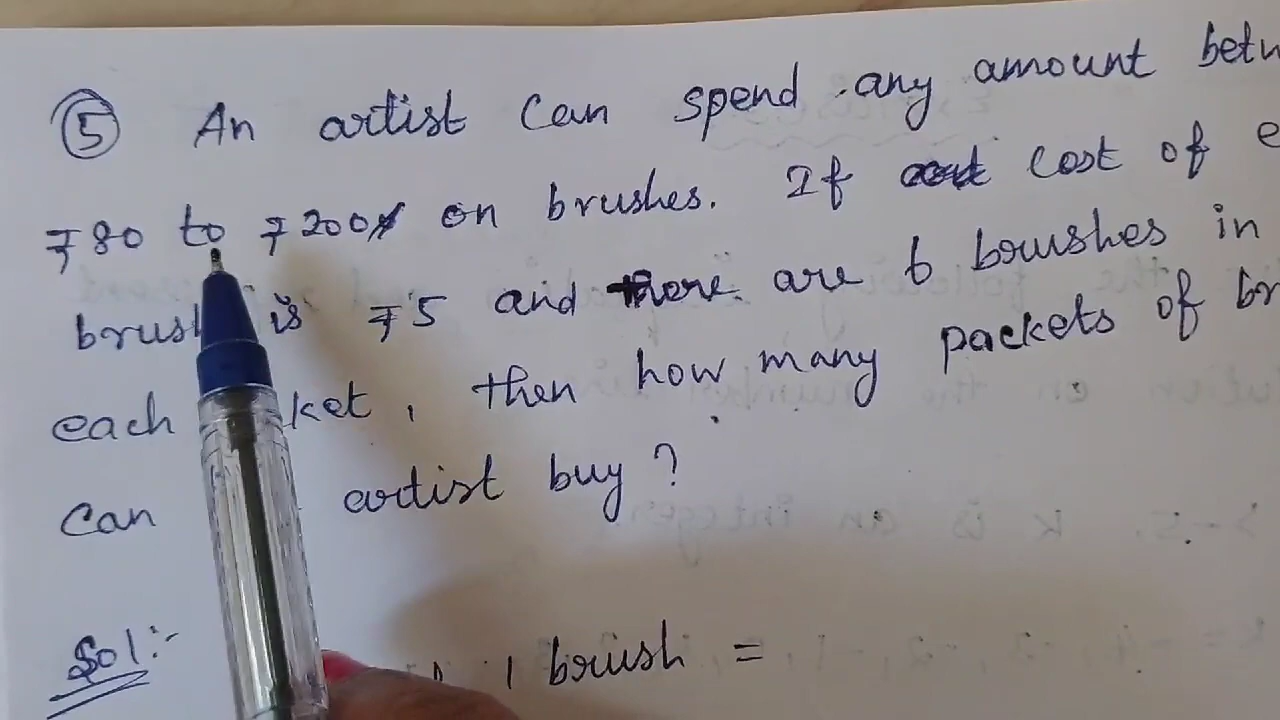 ⑤ An artist can spend any amount betw
₹80 to ₹200 on brushes. If cost of e
brush is ₹5 and there are 6 brushes in
each ket, then how many packets of br
can artist buy?
Sol:-
1 brush =